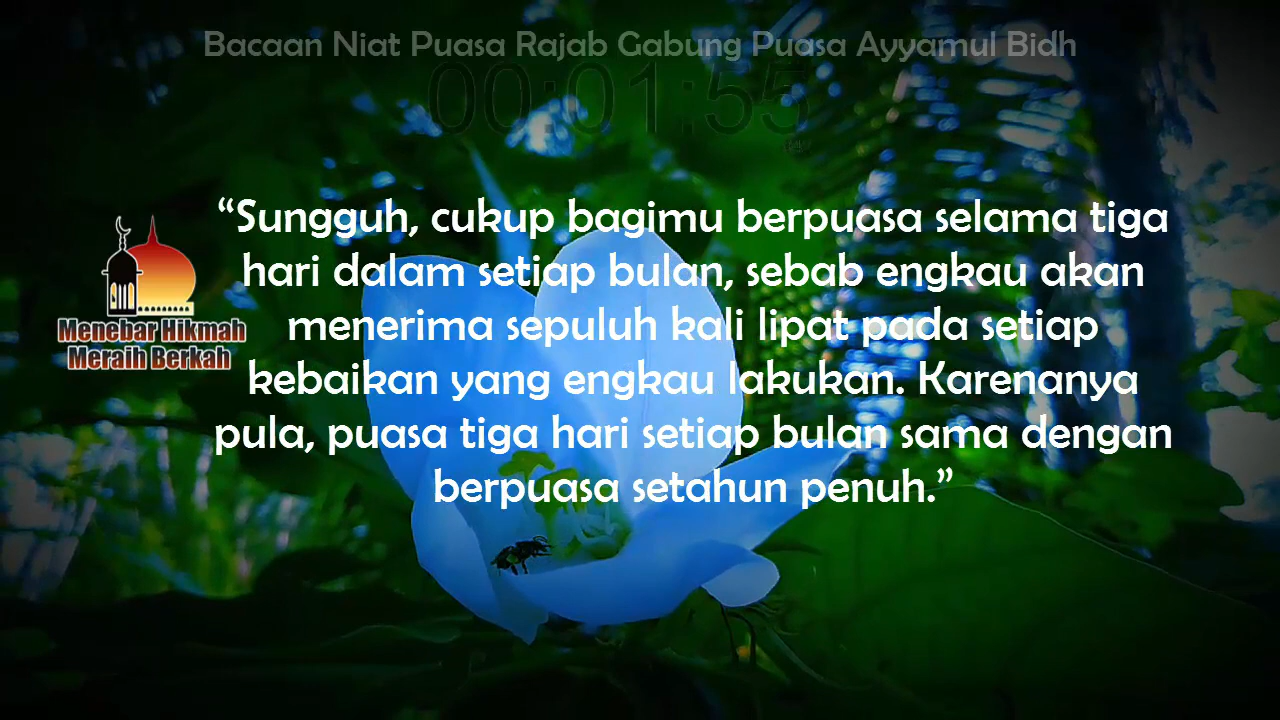 Bacaan Niat Puasa Rajab Gabung Puasa Ayyamul Bidh
00:01:55
“Sungguh, cukup bagimu berpuasa selama tiga
hari dalam setiap bulan, sebab engkau akan
menerima sepuluh kali lipat pada setiap
kebaikan yang engkau lakukan. Karenanya
pula, puasa tiga hari setiap bulan sama dengan
berpuasa setahun penuh.”
Menebar Hikmah
Meraih Berkah